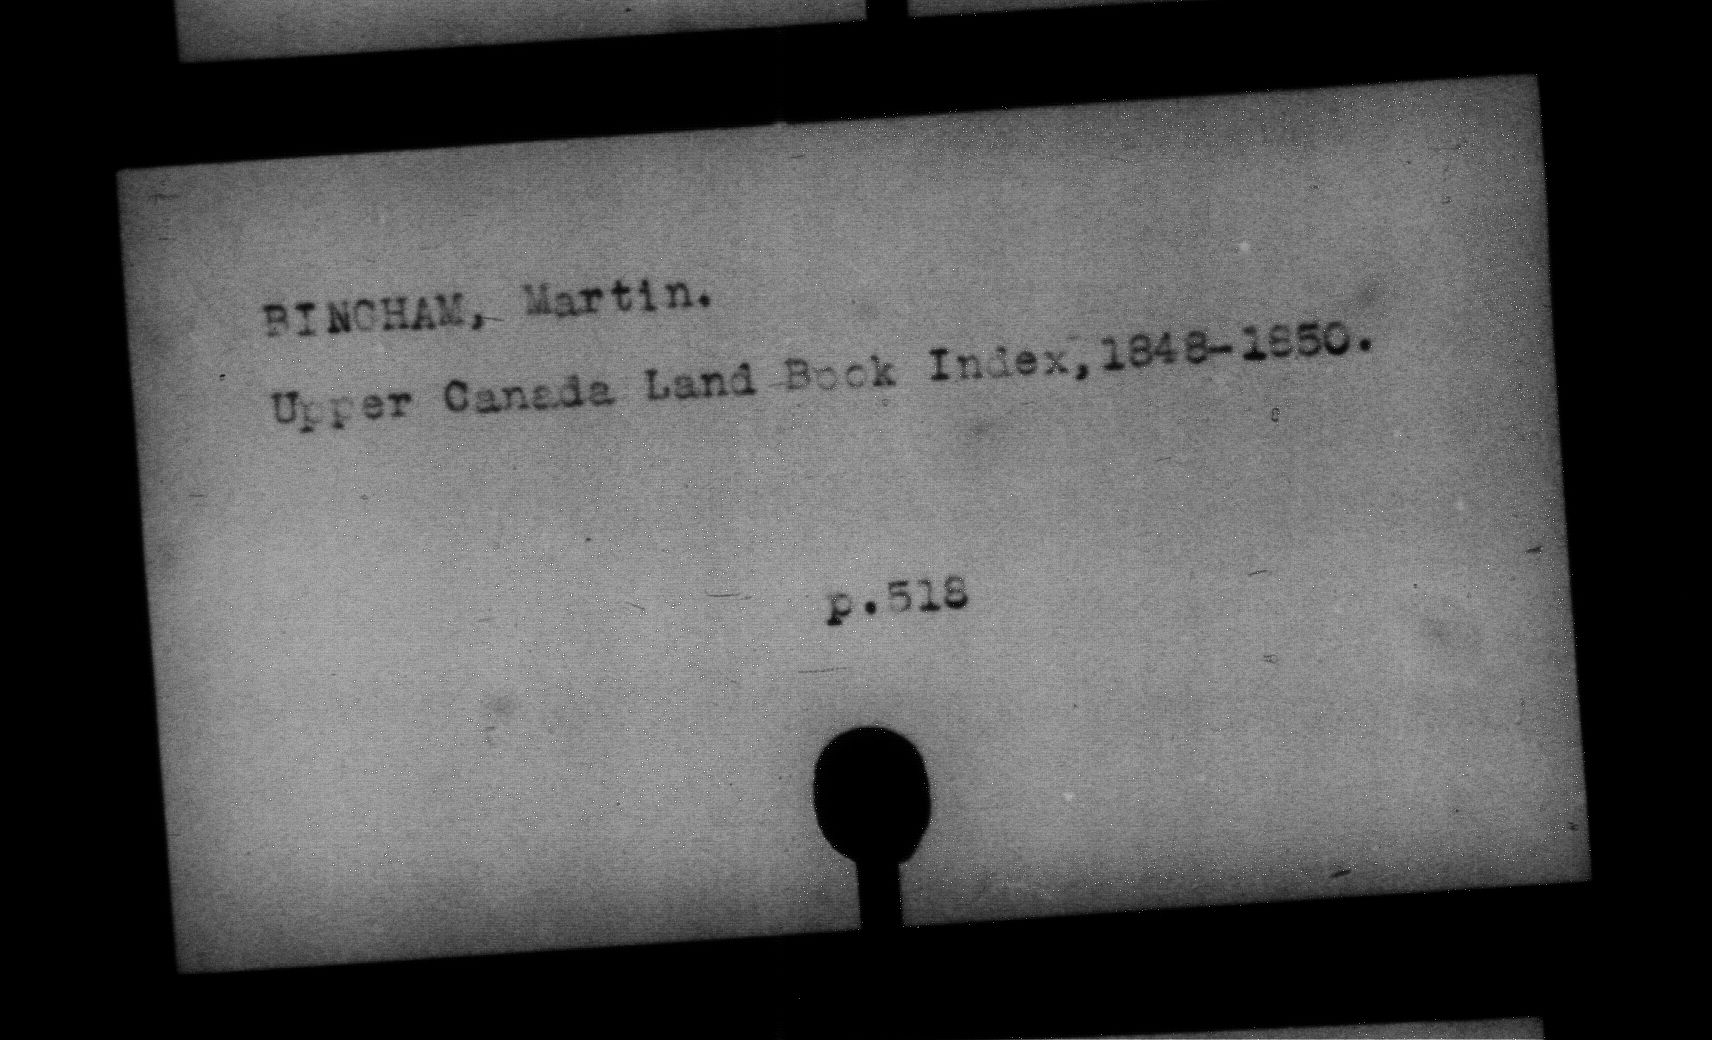 BINGHAM, Martin.
Upper Canada Land Book Index,1848-1850.
p.518